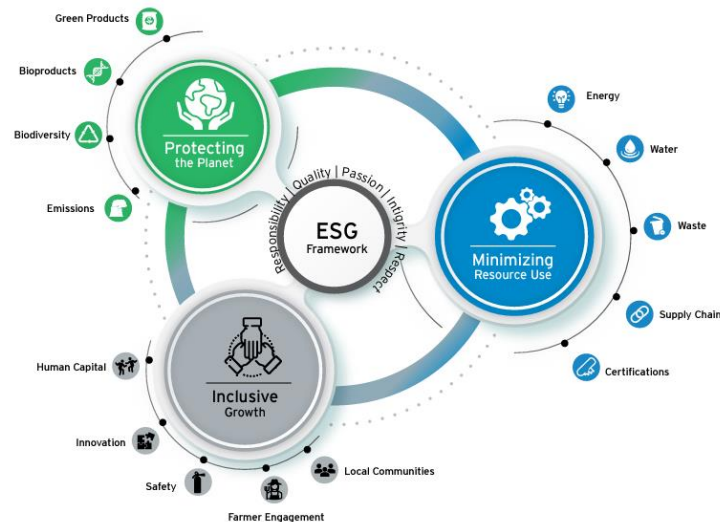 Green Products
Bioproducts
Biodiversity
Emissions
Protecting
the Planet
Responsibility | Quality | Passion | Intigrity | Respect
ESG
Framework
Energy
Water
Waste
Supply Chain
Certifications
Minimizing
Resource Use
Inclusive
Growth
Human Capital
Innovation
Safety
Farmer Engagement
Local Communities